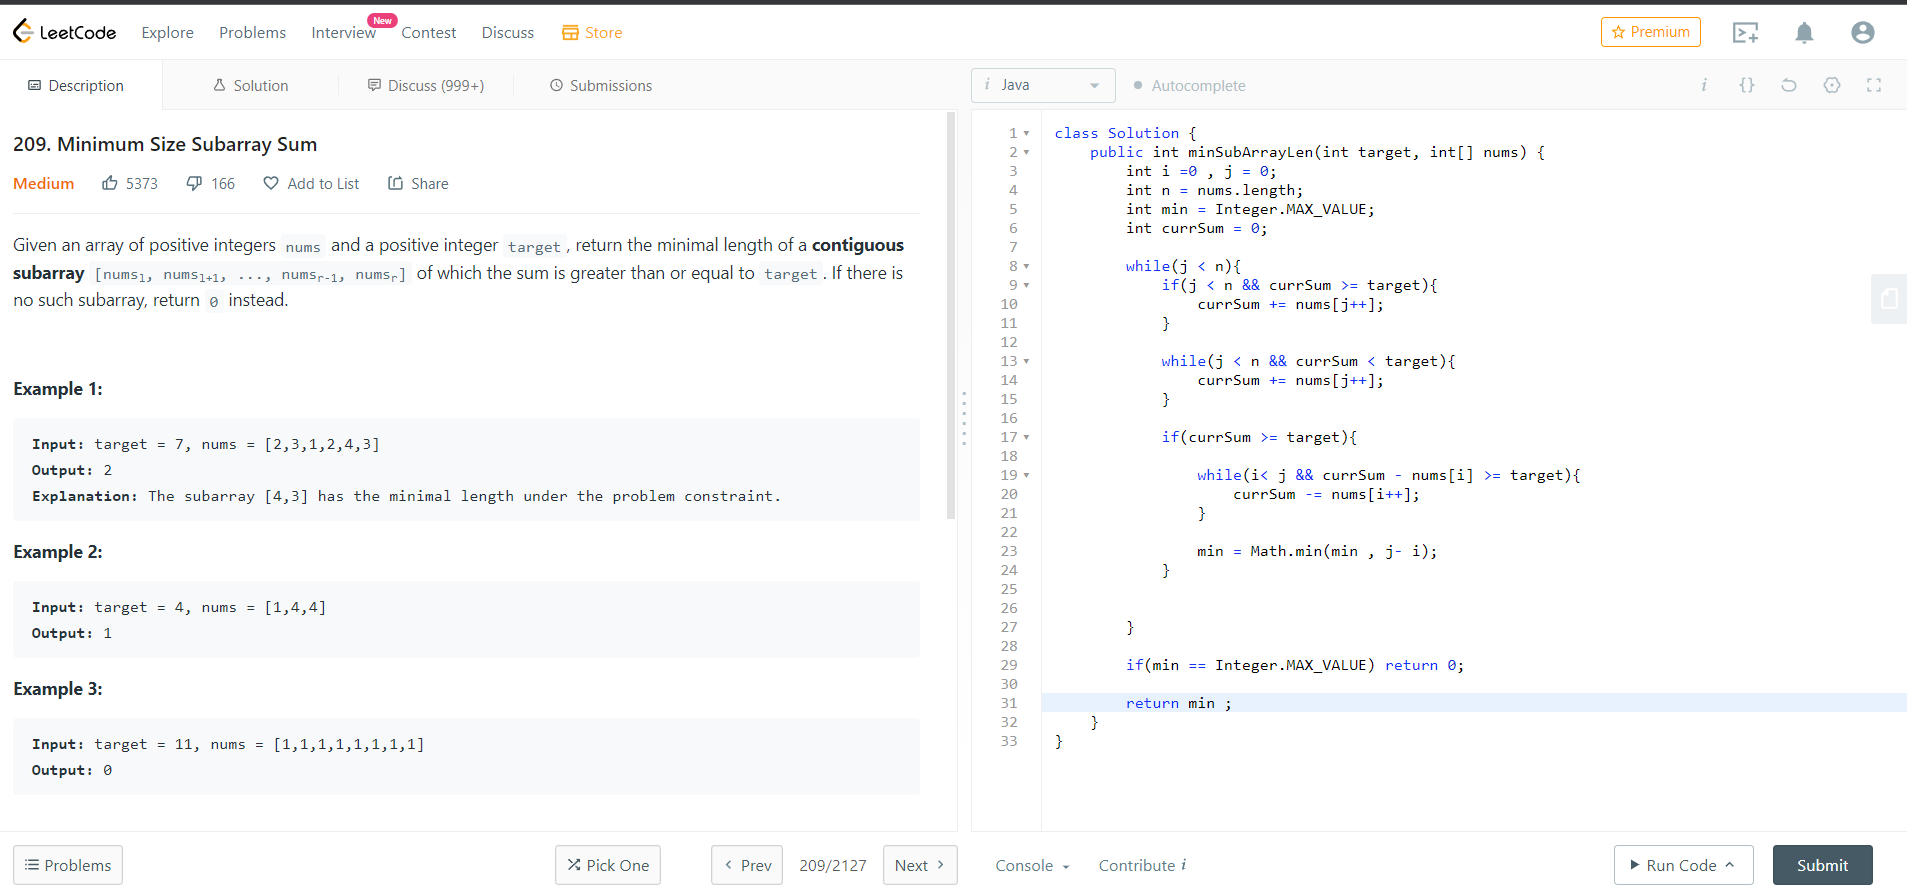 LeetCode Explore Problems Interview New Contest Discuss Store Premium
Description Solution Discuss (999+) Submissions
i Java Autocomplete i {}
209. Minimum Size Subarray Sum
Medium 5373 166 Add to List Share
Given an array of positive integers nums and a positive integer target, return the minimal length of a contiguous
subarray [numsl, numsl+1, ..., numsr-1, numsr] of which the sum is greater than or equal to target. If there is
no such subarray, return 0 instead.
Example 1:
Input: target = 7, nums = [2,3,1,2,4,3]
Output: 2
Explanation: The subarray [4,3] has the minimal length under the problem constraint.
Example 2:
Input: target = 4, nums = [1,4,4]
Output: 1
Example 3:
Input: target = 11, nums = [1,1,1,1,1,1,1,1]
Output: 0
1 class Solution {
2 public int minSubArrayLen(int target, int[] nums) {
3 int i =0 , j = 0;
4 int n = nums.length;
5 int min = Integer.MAX_VALUE;
6 int currSum = 0;
7
8 while(j < n){
9 if(j < n && currSum >= target){
10 currSum += nums[j++];
11 }
12
13 while(j < n && currSum < target){
14 currSum += nums[j++];
15 }
16
17 if(currSum >= target){
18
19 while(i< j && currSum - nums[i] >= target){
20 currSum -= nums[i++];
21 }
22
23 min = Math.min(min , j- i);
24 }
25
26
27 }
28
29 if(min == Integer.MAX_VALUE) return 0;
30
31 return min ;
32 }
33 }
Problems Pick One Prev 209/2127 Next Console Contribute i Run Code Submit